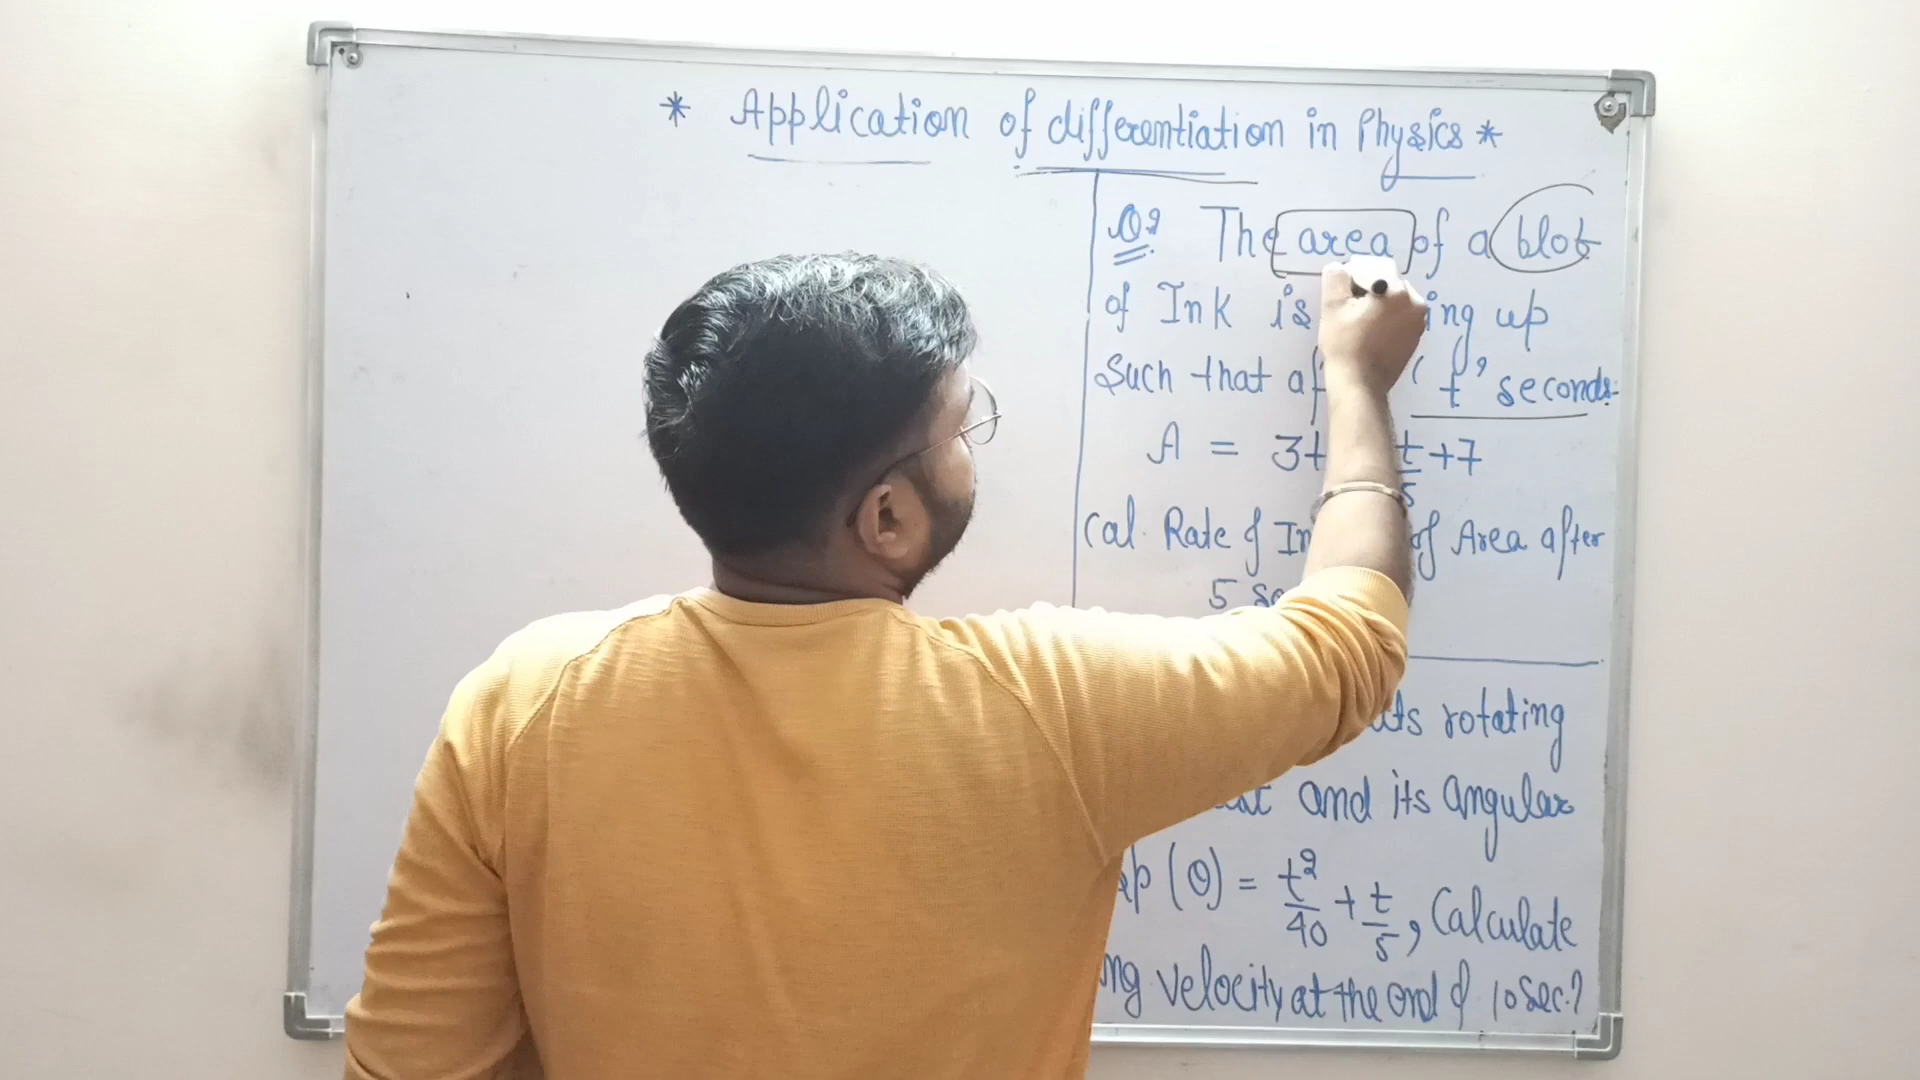 * Application of differentiation in Physics *
Q2 The area of a blot
of Ink is ing up
Such that af 't' seconds.
A = 3t t/5 + 7
Cal. Rate of In of Area after
5 se
rotating
and its angular
(θ) = t²/40 + t/5, Calculate
ng velocity at the end of 10 sec.?